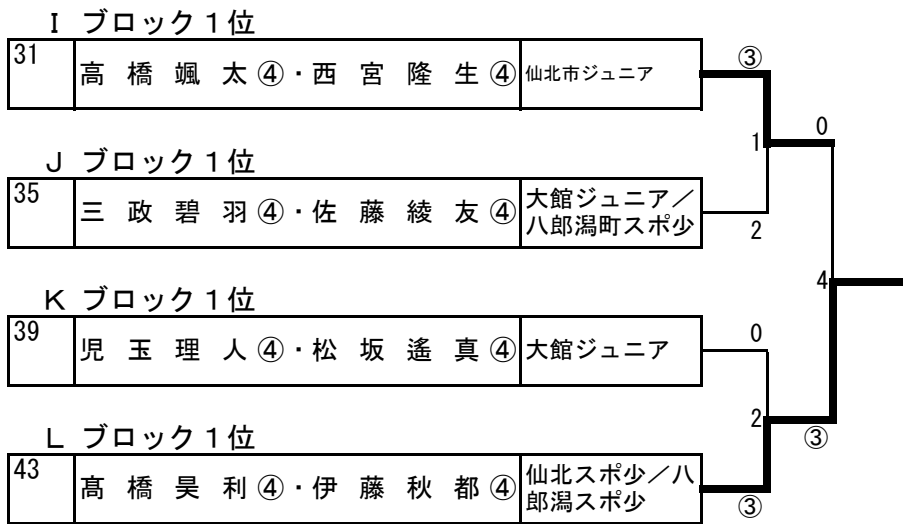 I ブロック1位
31 高橋颯太④・西宮隆生④ 仙北市ジュニア
③
1
0
J ブロック1位
35 三政碧羽④・佐藤綾友④ 大館ジュニア/
八郎潟町スポ少
2
4
K ブロック1位
39 児玉理人④・松坂遙真④ 大館ジュニア
0
2
③
L ブロック1位
43 髙橋昊利④・伊藤秋都④ 仙北スポ少/八
郎潟スポ少
③